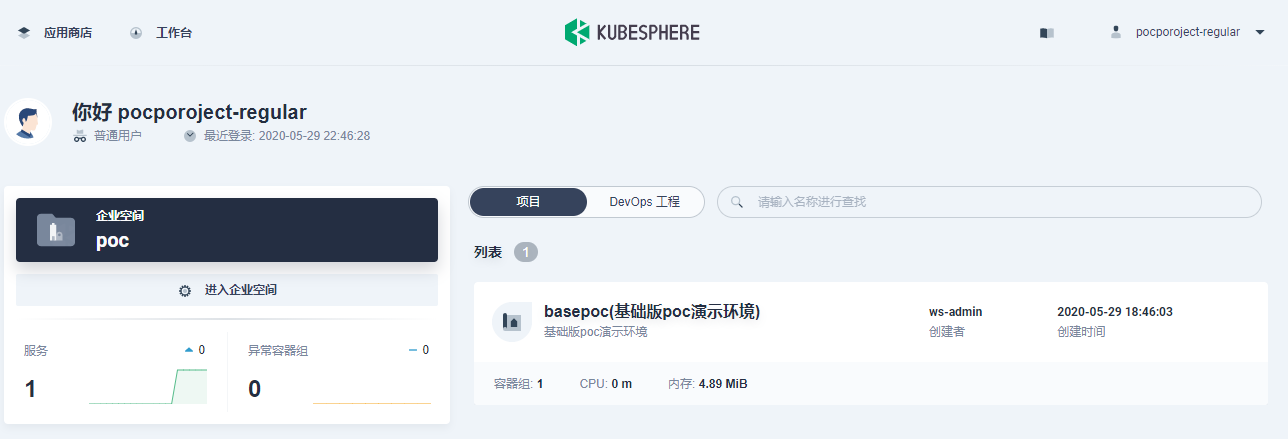 应用商店 工作台 KUBESPHERE pocporoject-regular
你好 pocporoject-regular
普通用户 最近登录: 2020-05-29 22:46:28
企业空间
poc
进入企业空间
服务 0 异常容器组 0
1 0
项目 DevOps 工程 请输入名称进行查找
列表 1
basepoc(基础版poc演示环境) ws-admin 2020-05-29 18:46:03
基础版poc演示环境 创建者 创建时间
容器组: 1 CPU: 0 m 内存: 4.89 MiB